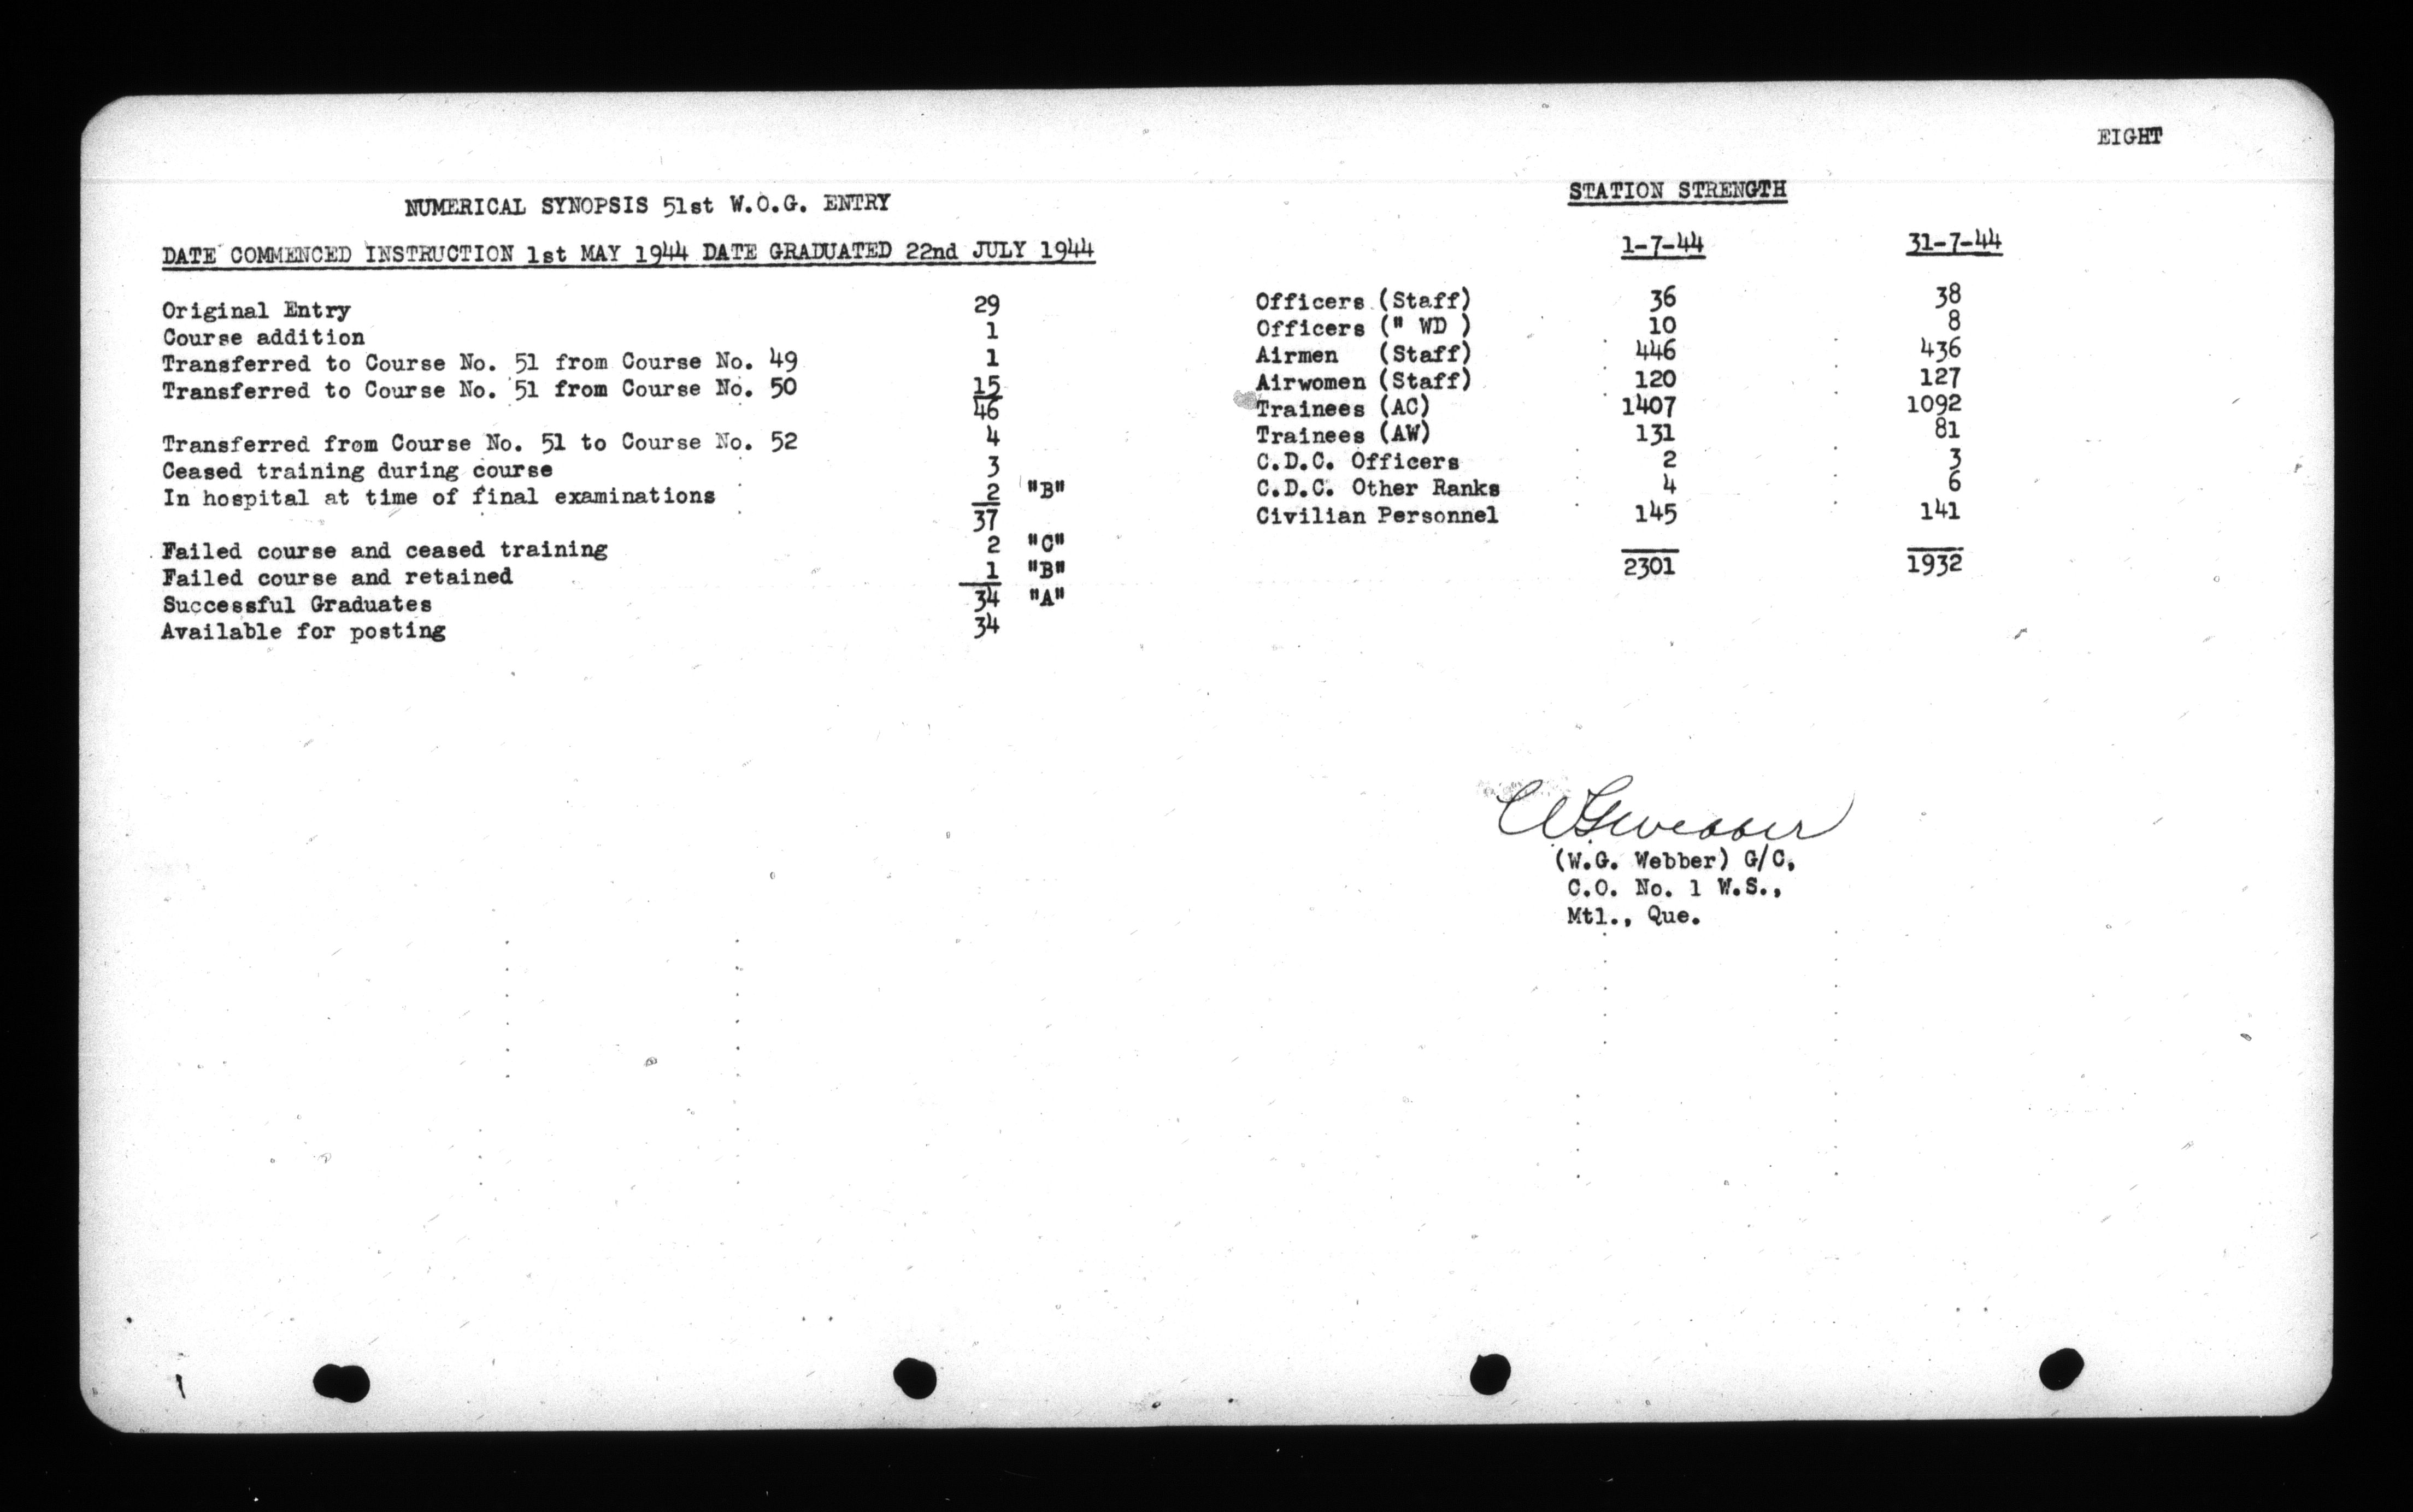 EIGHT
NUMERICAL SYNOPSIS 51st W.O.G. ENTRY
DATE COMMENCED INSTRUCTION 1st MAY 1944 DATE GRADUATED 22nd JULY 1944
Original Entry 29
Course addition 1
Transferred to Course No. 51 from Course No. 49 1
Transferred to Course No. 51 from Course No. 50 15
46
Transferred from Course No. 51 to Course No. 52 4
Ceased training during course 3
In hospital at time of final examinations 2 "B"
37
Failed course and ceased training 2 "C"
Failed course and retained 1 "B"
Successful Graduates 34 "A"
Available for posting 34
STATION STRENGTH
1-7-44 31-7-44
Officers (Staff) 36 38
Officers (" WD ) 10 8
Airmen (Staff) 446 436
Airwomen (Staff) 120 127
Trainees (AC) 1407 1092
Trainees (AW) 131 81
C.D.C. Officers 2 3
C.D.C. Other Ranks 4 6
Civilian Personnel 145 141
2301 1932
WGWebber
(W.G. Webber) G/C,
C.O. No. 1 W.S.,
Mtl., Que.